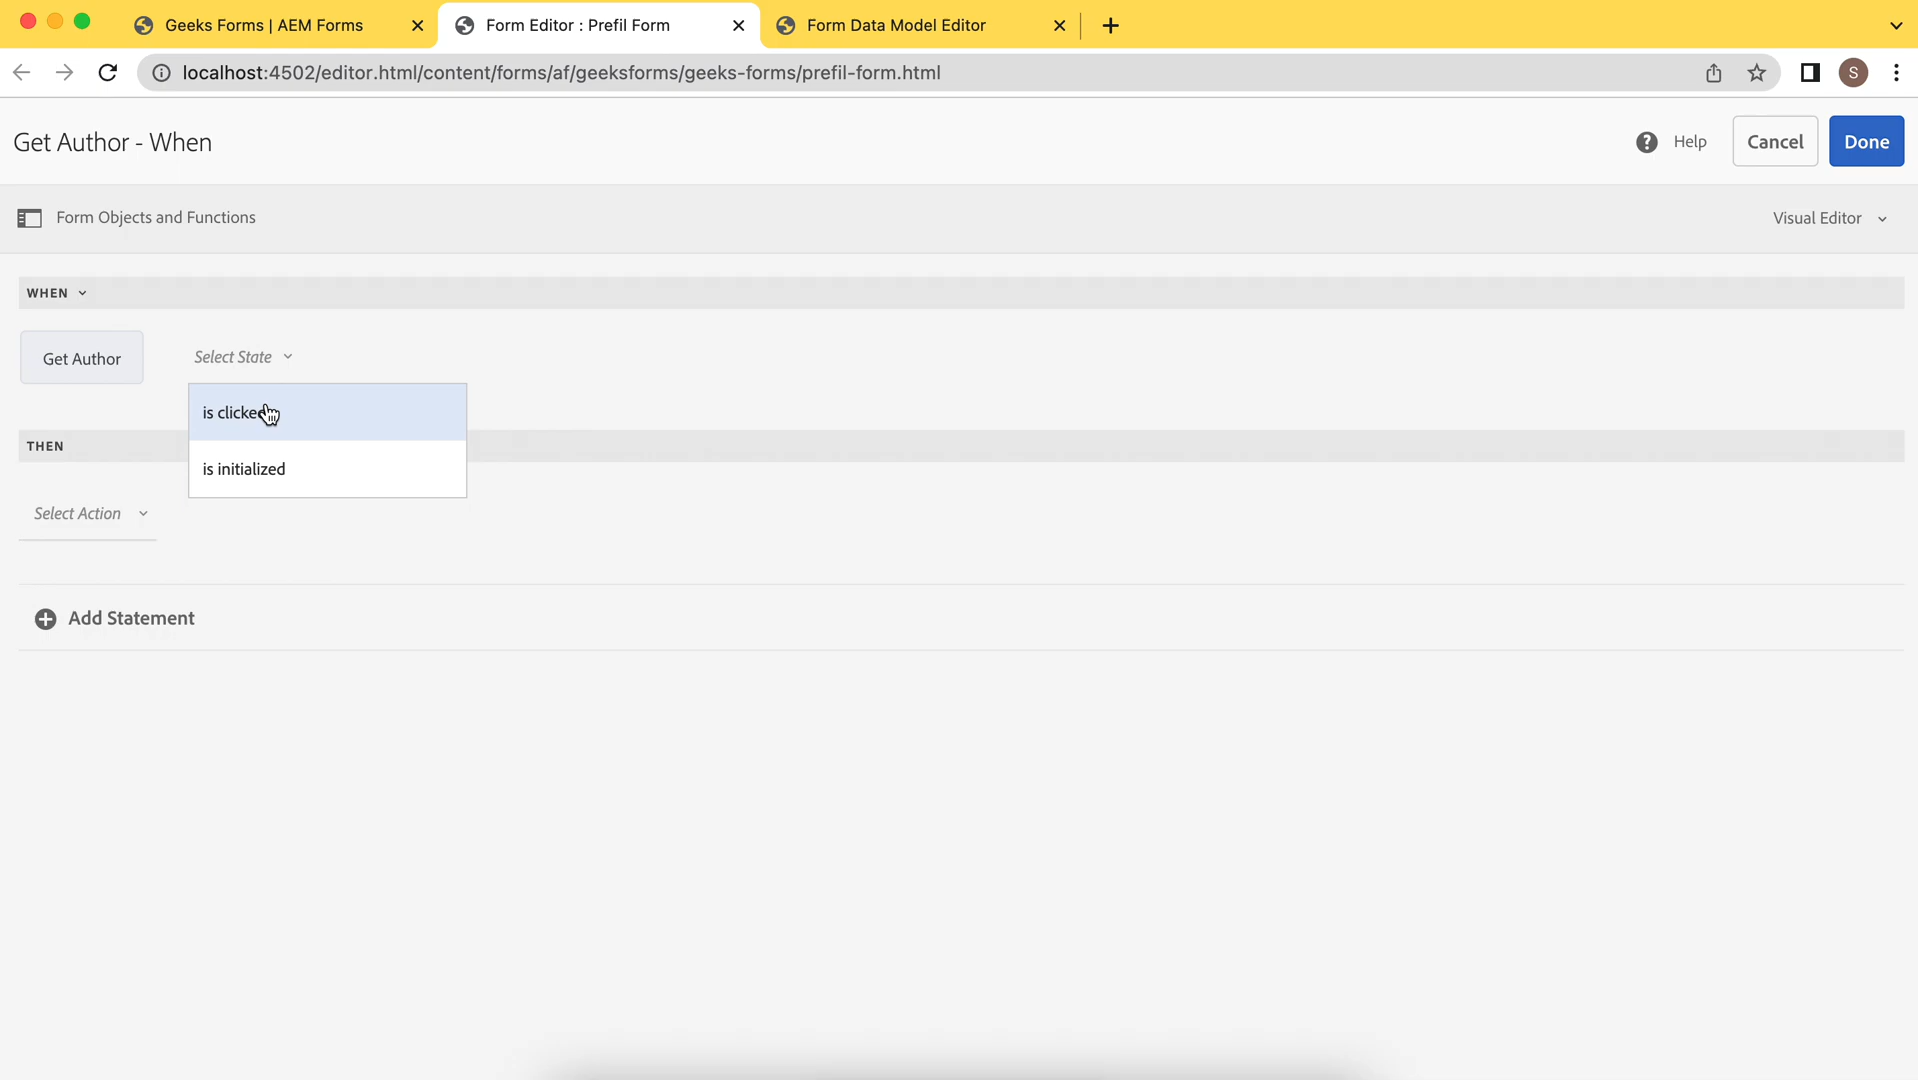 Geeks Forms | AEM Forms
Form Editor : Prefil Form
Form Data Model Editor
localhost:4502/editor.html/content/forms/af/geeksforms/geeks-forms/prefil-form.html
S
Get Author - When
? Help
Cancel
Done
Form Objects and Functions
Visual Editor
WHEN
Get Author
Select State
is clicked
THEN
is initialized
Select Action
Add Statement